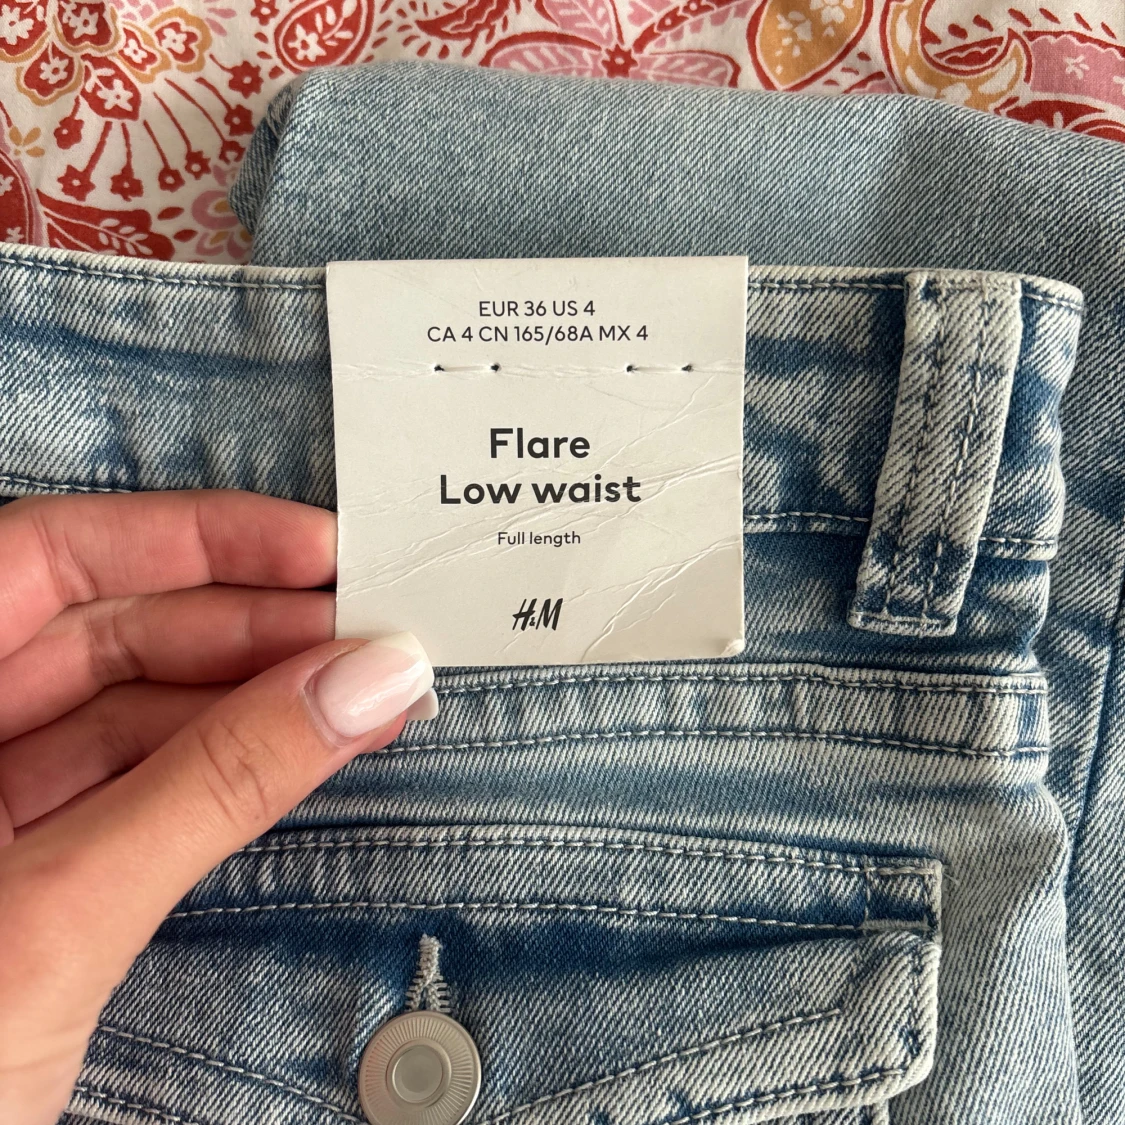 EUR 36 US 4
CA 4 CN 165/68A MX 4
Flare
Low waist
Full length
H&M